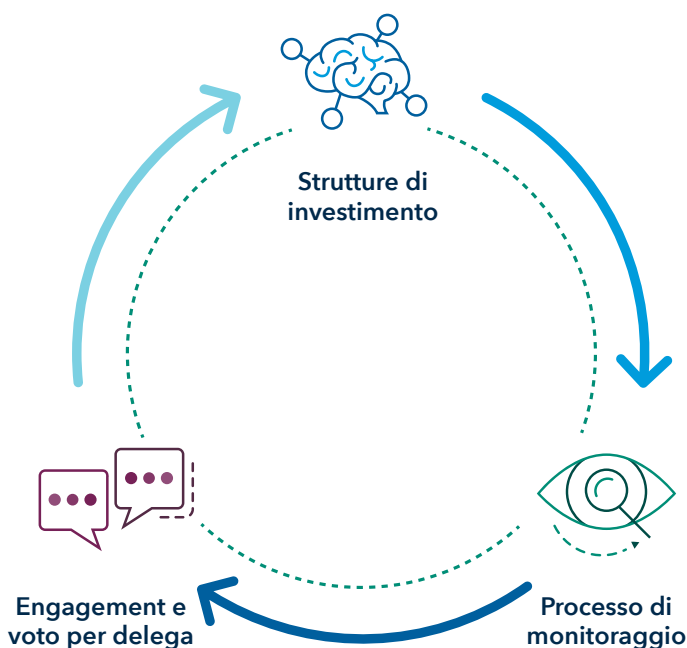 Strutture di
investimento
Engagement e
voto per delega
Processo di
monitoraggio